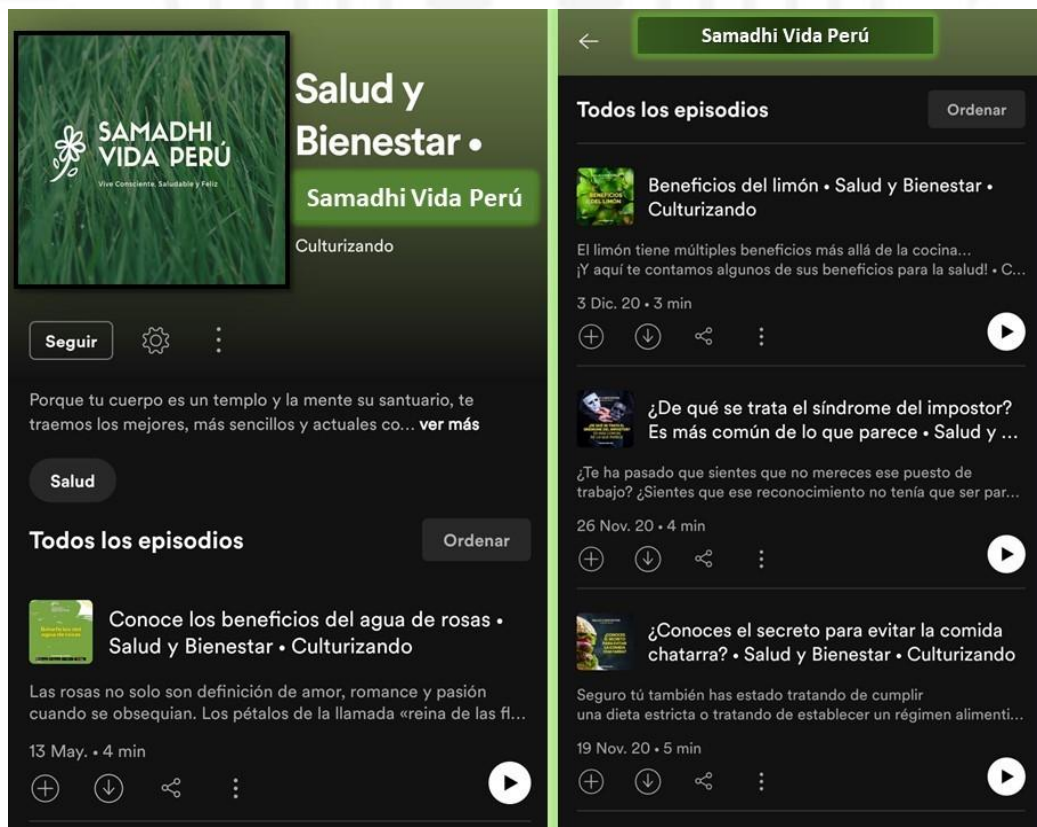 SAMADHI
VIDA PERÚ
Vive Consciente, Saludable y Feliz
Salud y
Bienestar •
Samadhi Vida Perú
Culturizando
Seguir
Porque tu cuerpo es un templo y la mente su santuario, te
traemos los mejores, más sencillos y actuales co... ver más
Salud
Todos los episodios
Ordenar
Beneficios del
agua de rosas
Conoce los beneficios del agua de rosas •
Salud y Bienestar • Culturizando
Las rosas no solo son definición de amor, romance y pasión
cuando se obsequian. Los pétalos de la llamada «reina de las fl...
13 May. • 4 min
Samadhi Vida Perú
Todos los episodios
Ordenar
BENEFICIOS
DEL LIMÓN
Beneficios del limón • Salud y Bienestar •
Culturizando
El limón tiene múltiples beneficios más allá de la cocina...
¡Y aquí te contamos algunos de sus beneficios para la salud! • C...
3 Dic. 20 • 3 min
¿De qué se trata el síndrome del impostor?
Es más común de lo que parece • Salud y ...
¿Te ha pasado que sientes que no mereces ese puesto de
trabajo? ¿Sientes que ese reconocimiento no tenía que ser par...
26 Nov. 20 • 4 min
¿Conoces el secreto para evitar la comida
chatarra? • Salud y Bienestar • Culturizando
Seguro tú también has estado tratando de cumplir
una dieta estricta o tratando de establecer un régimen alimenti...
19 Nov. 20 • 5 min